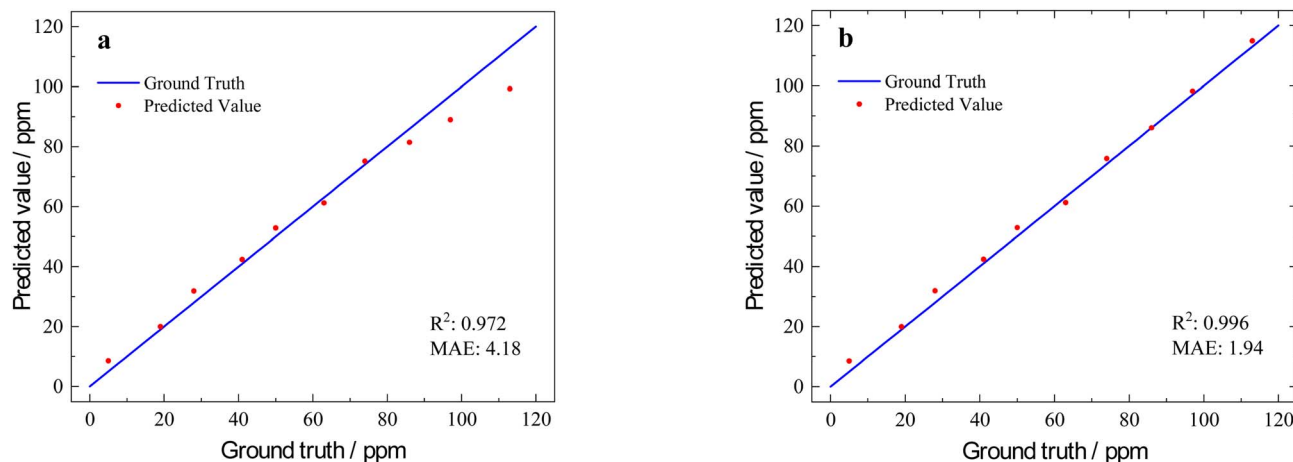 a
Ground Truth
Predicted Value
R²: 0.972
MAE: 4.18
Predicted value / ppm
120
100
80
60
40
20
0
0 20 40 60 80 100 120
Ground truth / ppm
b
Ground Truth
Predicted Value
R²: 0.996
MAE: 1.94
Predicted value / ppm
120
100
80
60
40
20
0
0 20 40 60 80 100 120
Ground truth / ppm